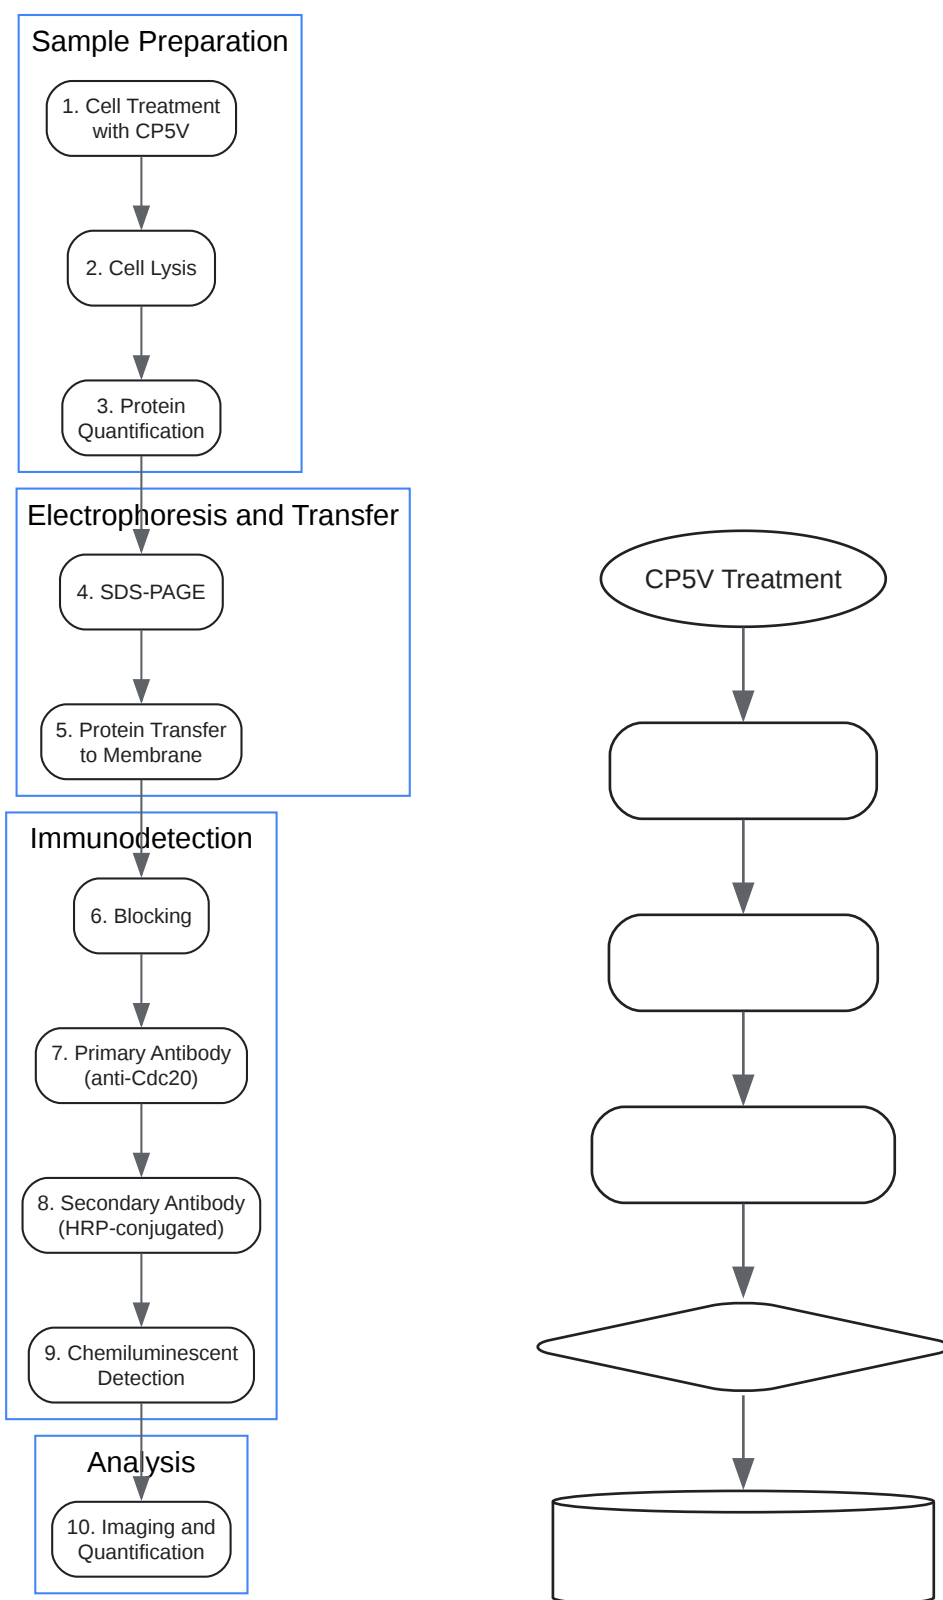 Sample Preparation
1. Cell Treatment
with CP5V
2. Cell Lysis
3. Protein
Quantification
Electrophoresis and Transfer
4. SDS-PAGE
5. Protein Transfer
to Membrane
Immunodetection
6. Blocking
7. Primary Antibody
(anti-Cdc20)
8. Secondary Antibody
(HRP-conjugated)
9. Chemiluminescent
Detection
Analysis
10. Imaging and
Quantification
CP5V Treatment